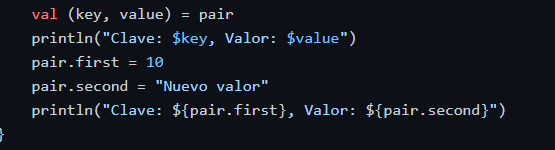 val (key, value) = pair
println("Clave: $key, Valor: $value")
pair.first = 10
pair.second = "Nuevo valor"
println("Clave: ${pair.first}, Valor: ${pair.second}")
}